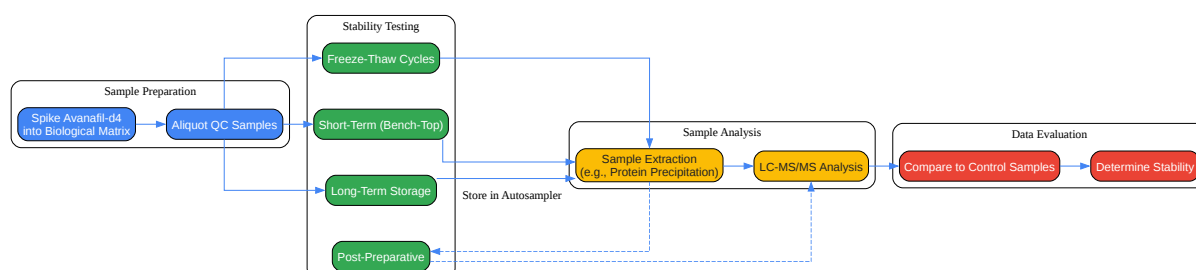 Sample Preparation
Spike Avanafil-d4
into Biological Matrix
Aliquot QC Samples
Stability Testing
Freeze-Thaw Cycles
Short-Term (Bench-Top)
Long-Term Storage
Post-Preparative
Store in Autosampler
Sample Analysis
Sample Extraction
(e.g., Protein Precipitation)
LC-MS/MS Analysis
Data Evaluation
Compare to Control Samples
Determine Stability